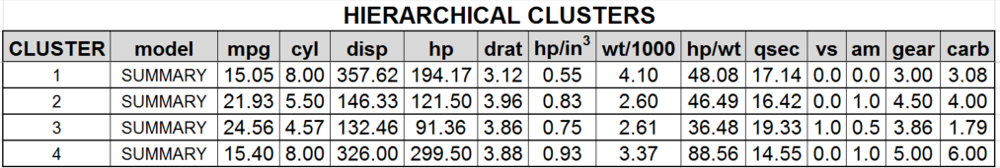 HIERARCHICAL CLUSTERS
CLUSTER model mpg cyl disp hp drat hp/in³ wt/1000 hp/wt qsec vs am gear carb
1 SUMMARY 15.05 8.00 357.62 194.17 3.12 0.55 4.10 48.08 17.14 0.0 0.0 3.00 3.08
2 SUMMARY 21.93 5.50 146.33 121.50 3.96 0.83 2.60 46.49 16.42 0.0 1.0 4.50 4.00
3 SUMMARY 24.56 4.57 132.46 91.36 3.86 0.75 2.61 36.48 19.33 1.0 0.5 3.86 1.79
4 SUMMARY 15.40 8.00 326.00 299.50 3.88 0.93 3.37 88.56 14.55 0.0 1.0 5.00 6.00